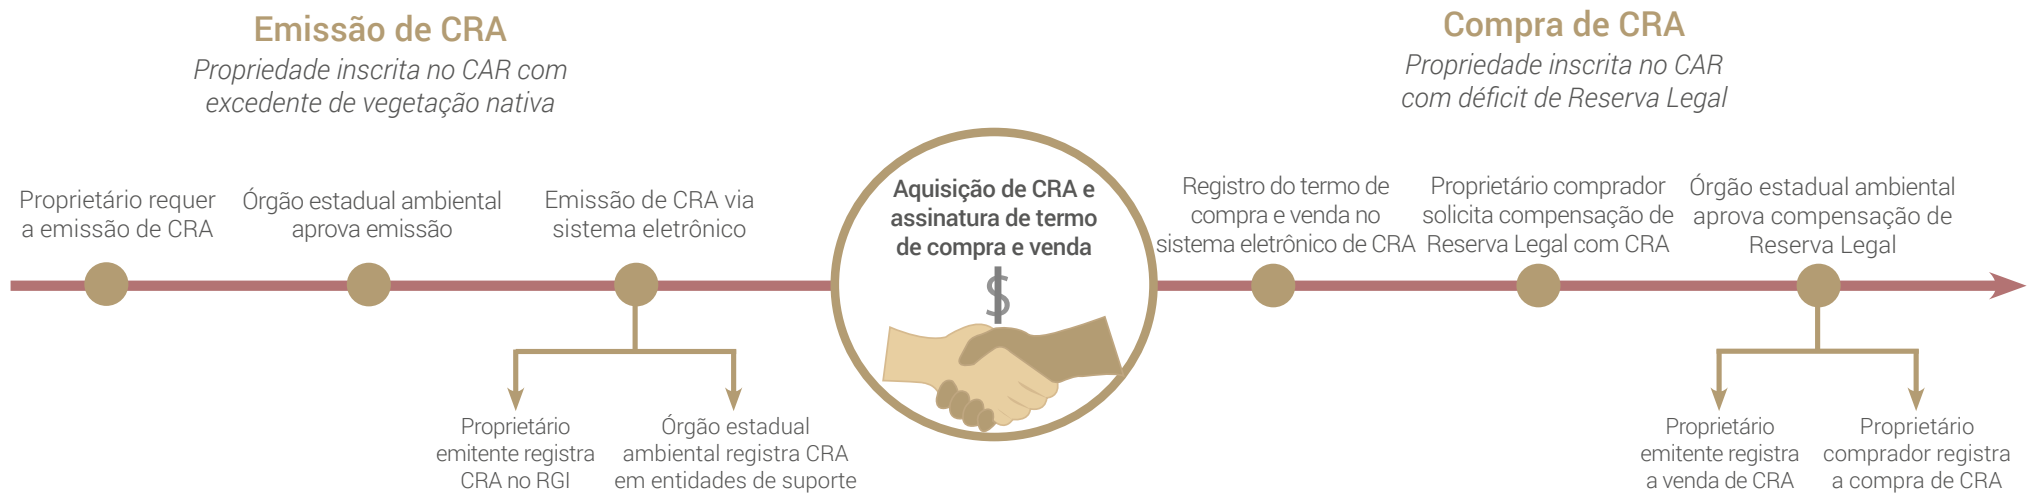 Emissão de CRA
Propriedade inscrita no CAR com
excedente de vegetação nativa
Compra de CRA
Propriedade inscrita no CAR
com déficit de Reserva Legal
Proprietário requer
a emissão de CRA
Órgão estadual ambiental
aprova emissão
Emissão de CRA via
sistema eletrônico
Aquisição de CRA e
assinatura de termo
de compra e venda
$
Registro do termo de
compra e venda no
sistema eletrônico de CRA
Proprietário comprador
solicita compensação de
Reserva Legal com CRA
Órgão estadual ambiental
aprova compensação de
Reserva Legal
Proprietário
emitente registra
CRA no RGI
Órgão estadual
ambiental registra CRA
em entidades de suporte
Proprietário
emitente registra
a venda de CRA
Proprietário
comprador registra
a compra de CRA